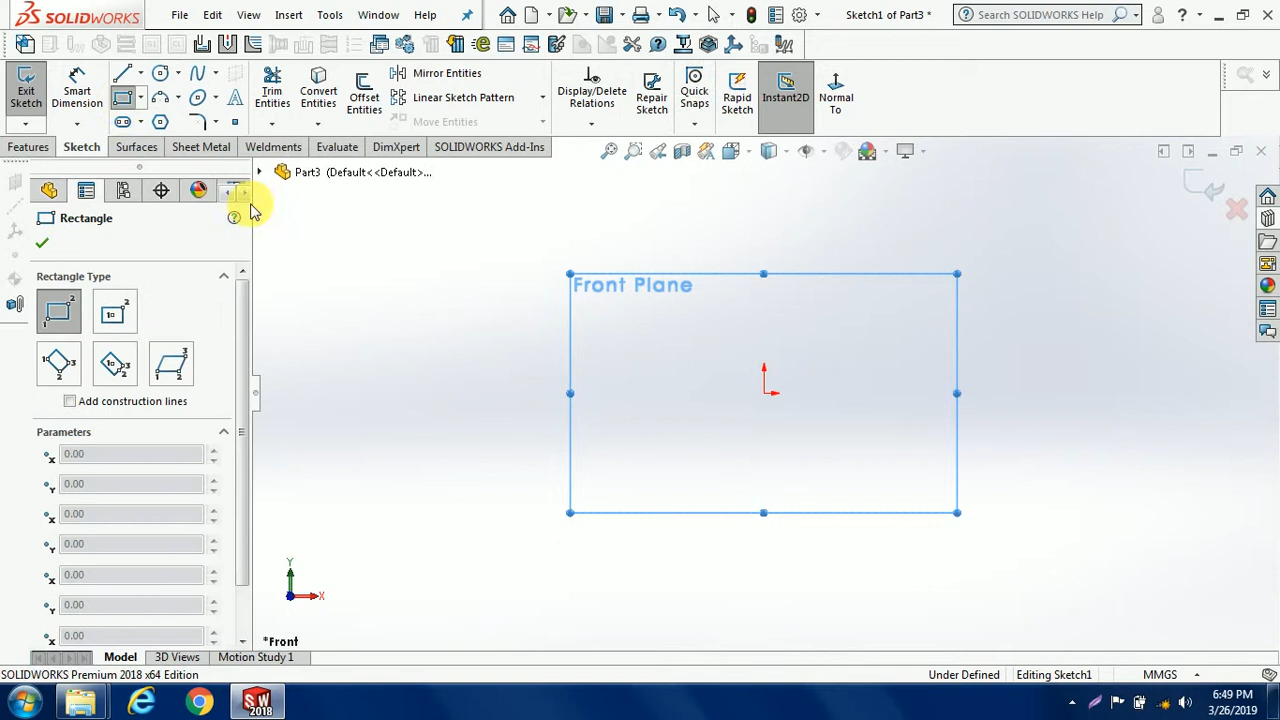 SOLIDWORKS File Edit View Insert Tools Window Help Sketch1 of Part3 * Search SOLIDWORKS Help
Exit Sketch
Smart Dimension
Trim Entities
Convert Entities
Offset Entities
Mirror Entities
Linear Sketch Pattern
Move Entities
Display/Delete Relations
Repair Sketch
Quick Snaps
Rapid Sketch
Instant2D
Normal To
Features Sketch Surfaces Sheet Metal Weldments Evaluate DimXpert SOLIDWORKS Add-Ins
Part3 (Default<<Default>...
Rectangle
Rectangle Type
Front Plane
Add construction lines
Parameters
0.00
0.00
0.00
0.00
0.00
0.00
0.00
Y
X
*Front
Model 3D Views Motion Study 1
SOLIDWORKS Premium 2018 x64 Edition Under Defined Editing Sketch1 MMGS
SW 2018
6:49 PM
3/26/2019